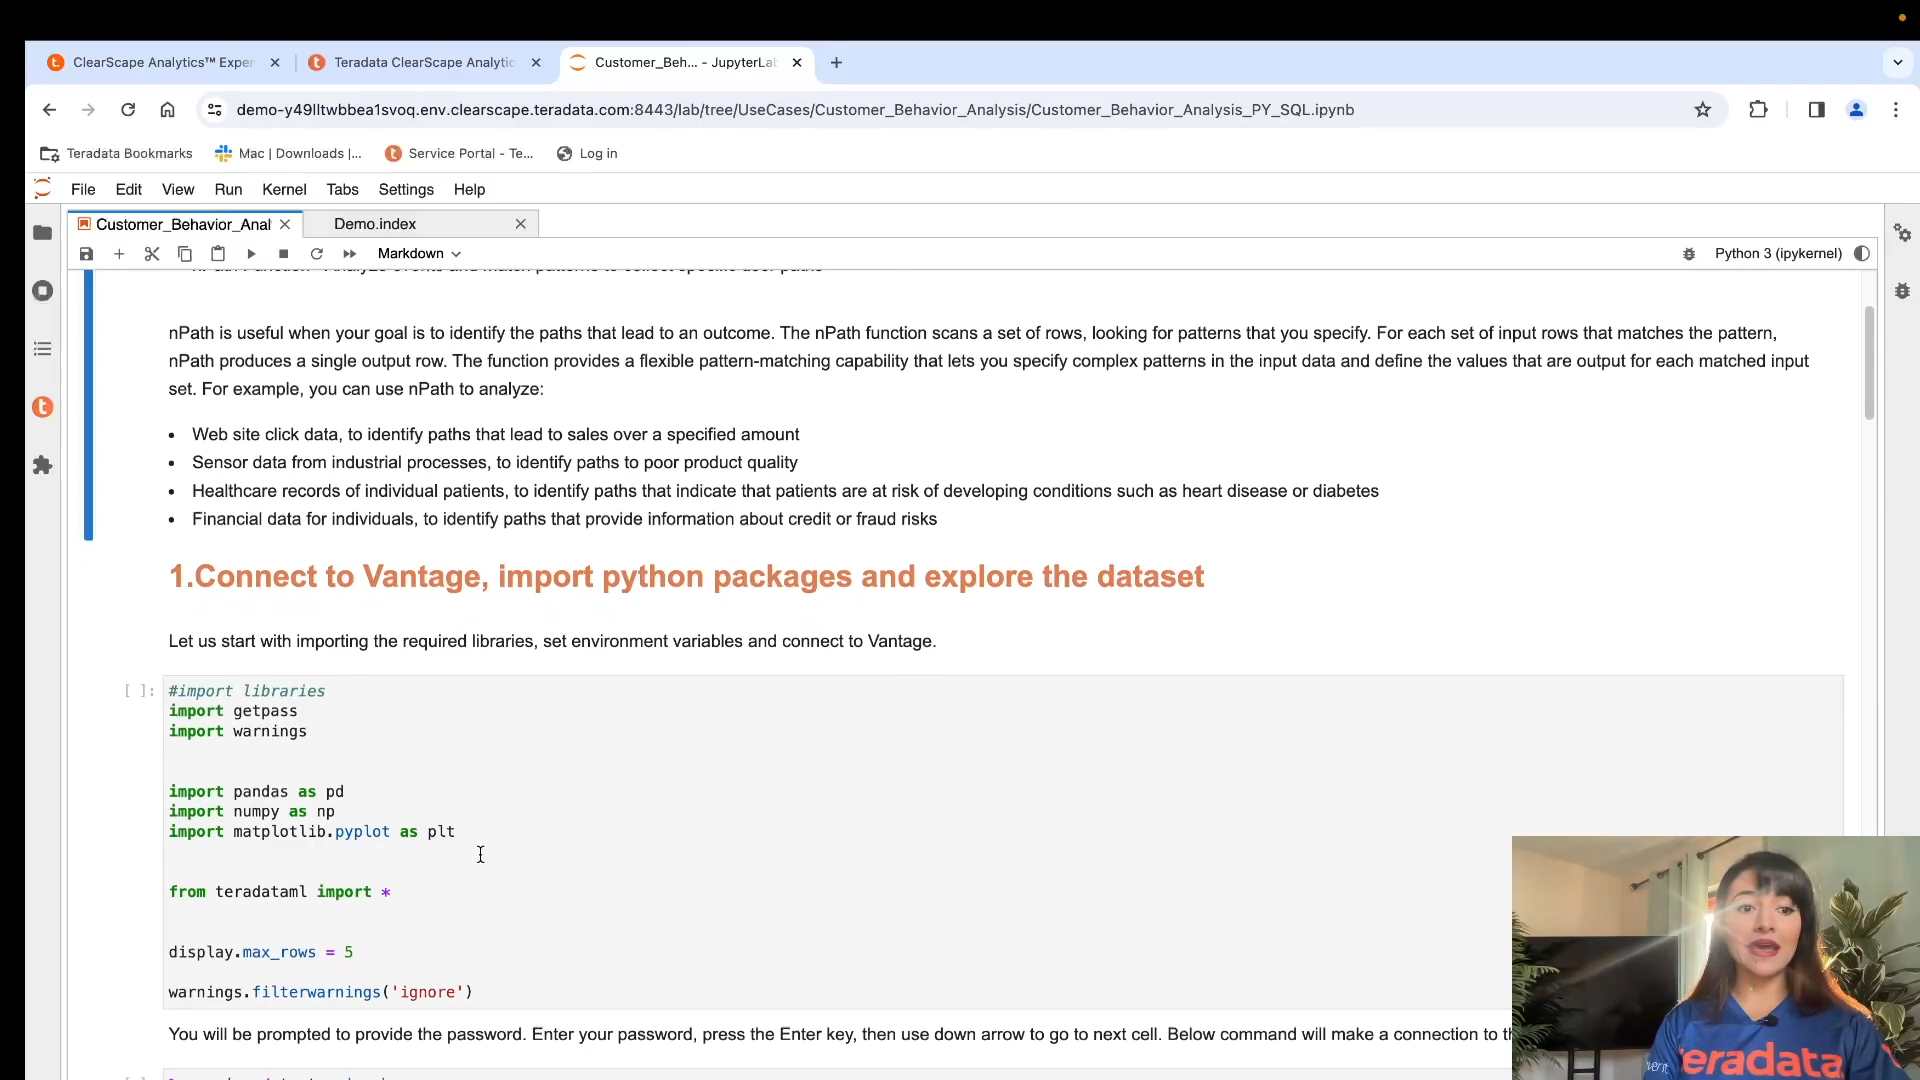 ClearScape Analytics™ Exper
Teradata ClearScape Analytic
Customer_Beh... - JupyterLa
demo-y49lltwbbea1svoq.env.clearscape.teradata.com:8443/lab/tree/UseCases/Customer_Behavior_Analysis/Customer_Behavior_Analysis_PY_SQL.ipynb
Teradata Bookmarks
Mac | Downloads |...
Service Portal - Te...
Log in
File Edit View Run Kernel Tabs Settings Help
Customer_Behavior_Anal
Demo.index
Markdown
Python 3 (ipykernel)
nPath is useful when your goal is to identify the paths that lead to an outcome. The nPath function scans a set of rows, looking for patterns that you specify. For each set of input rows that matches the pattern,
nPath produces a single output row. The function provides a flexible pattern-matching capability that lets you specify complex patterns in the input data and define the values that are output for each matched input
set. For example, you can use nPath to analyze:
• Web site click data, to identify paths that lead to sales over a specified amount
• Sensor data from industrial processes, to identify paths to poor product quality
• Healthcare records of individual patients, to identify paths that indicate that patients are at risk of developing conditions such as heart disease or diabetes
• Financial data for individuals, to identify paths that provide information about credit or fraud risks
1.Connect to Vantage, import python packages and explore the dataset
Let us start with importing the required libraries, set environment variables and connect to Vantage.
[ ]:
#import libraries
import getpass
import warnings
import pandas as pd
import numpy as np
import matplotlib.pyplot as plt
from teradataml import *
display.max_rows = 5
warnings.filterwarnings('ignore')
You will be prompted to provide the password. Enter your password, press the Enter key, then use down arrow to go to next cell. Below command will make a connection to th
eradata